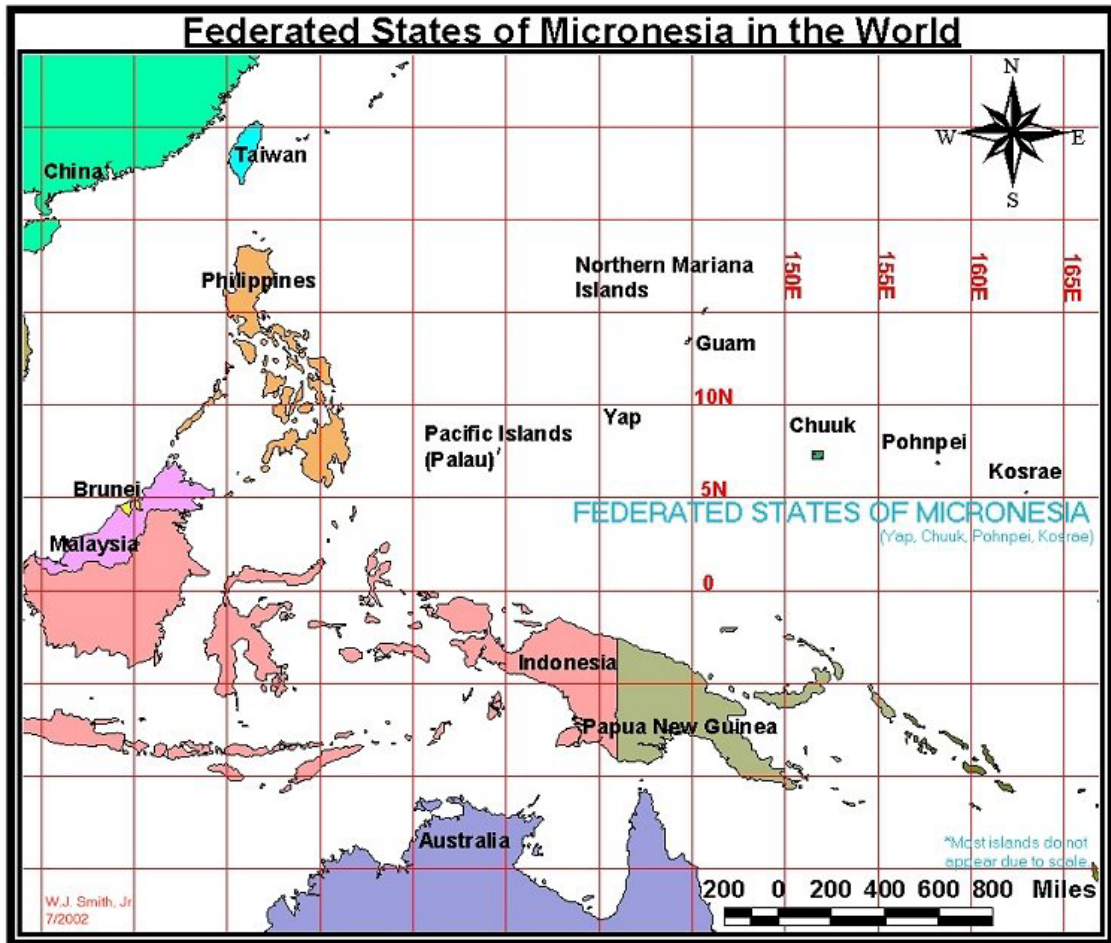 Federated States of Micronesia in the World
N
W
E
S
China
Taiwan
Philippines
Northern Mariana
Islands
150E
155E
160E
165E
Guam
10N
Yap
Pacific Islands
(Palau)
Chuuk
Pohnpei
Kosrae
Brunei
5N
FEDERATED STATES OF MICRONESIA
(Yap, Chuuk, Pohnpei, Kosrae)
Malaysia
0
Indonesia
Papua New Guinea
Australia
*Most islands do not
appear due to scale.
200 0 200 400 600 800 Miles
W.J. Smith, Jr
7/2002